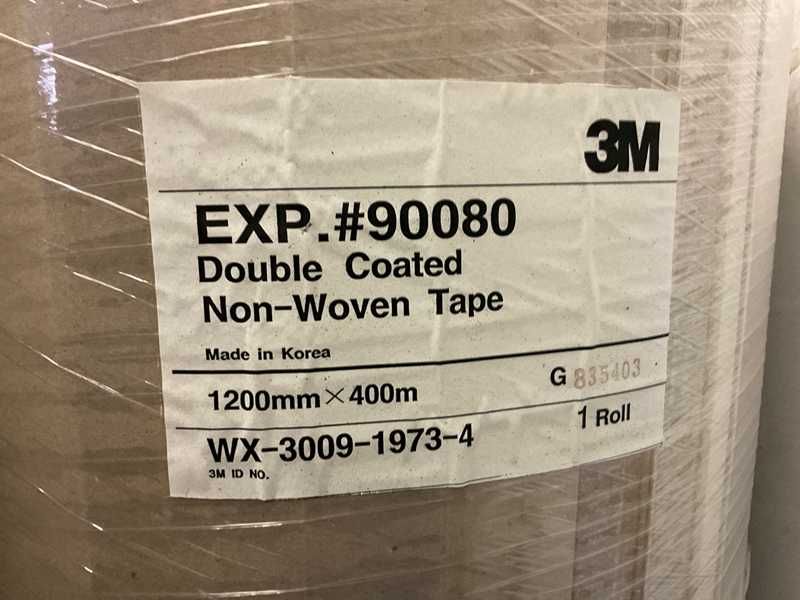 3M
EXP.#90080
Double Coated
Non-Woven Tape
Made in Korea
1200mm×400m G 835403
WX-3009-1973-4 1 Roll
3M ID NO.